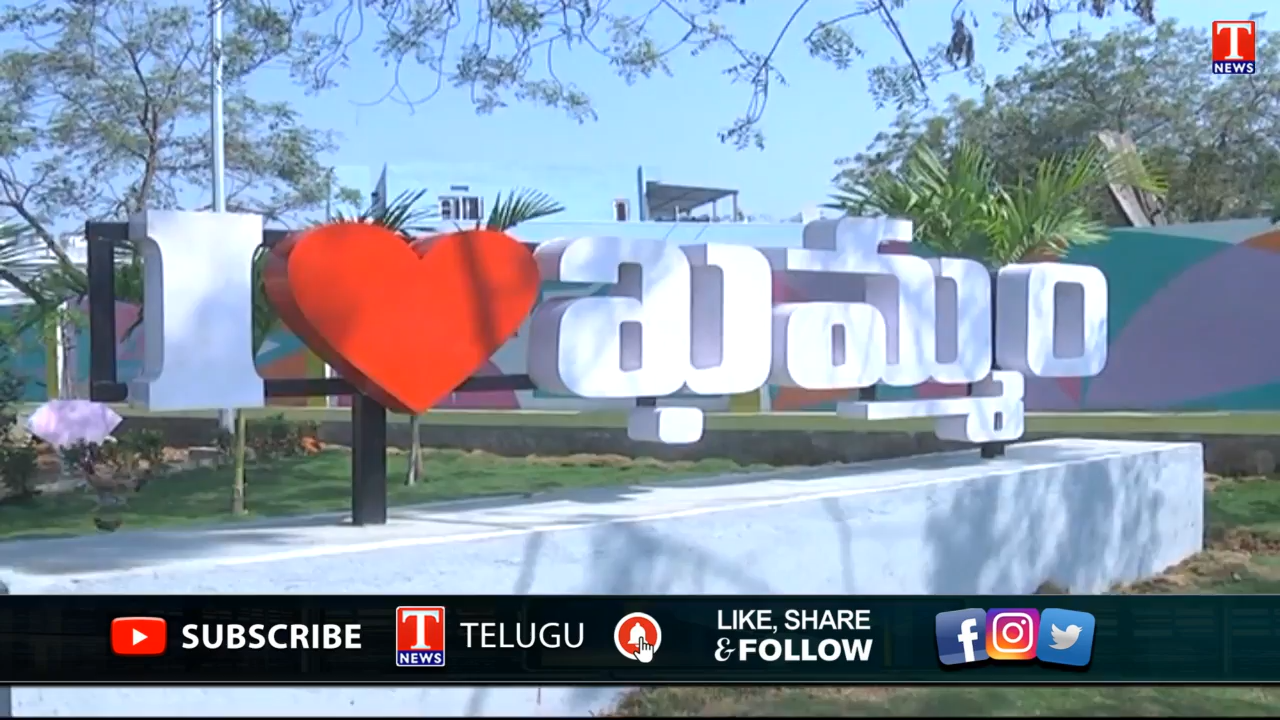 T
NEWS
I ఖమ్మం
SUBSCRIBE
T
NEWS
TELUGU
LIKE, SHARE
& FOLLOW